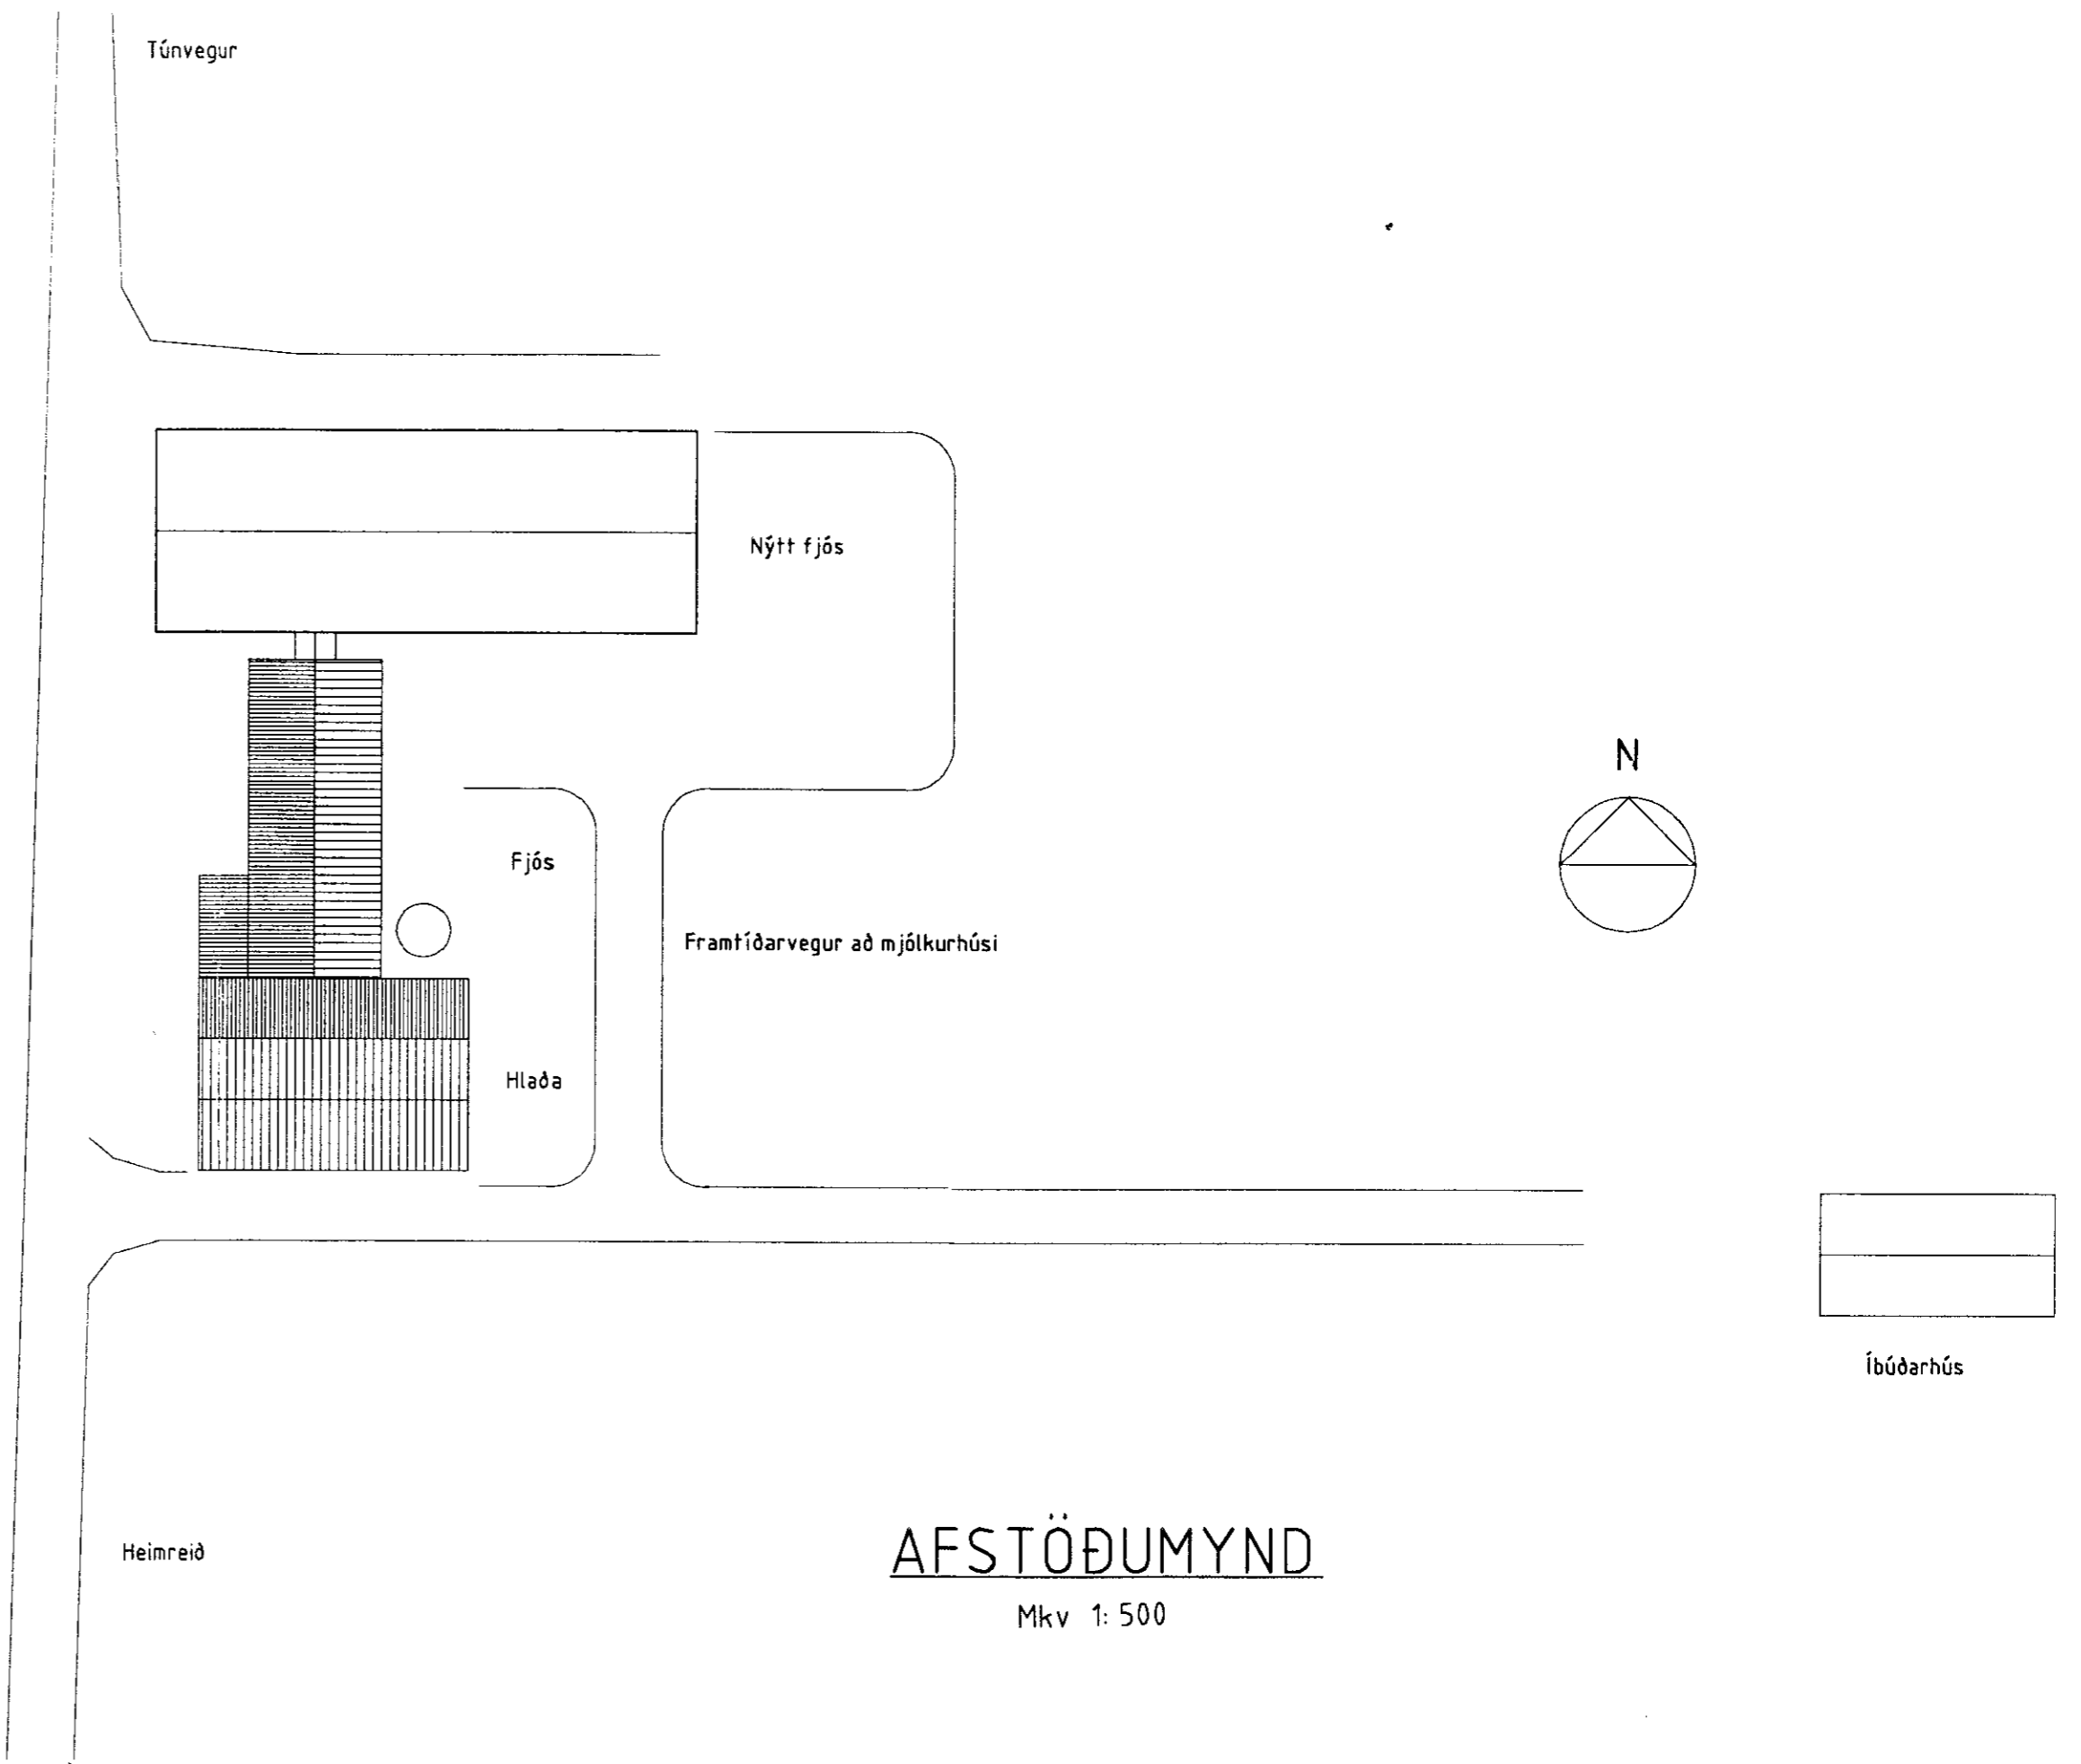 Túnvegur
Nýtt fjós
N
Fjós
Framtíðarvegur að mjólkurhúsi
Hlaða
Íbúðarhús
Heimreið
AFSTÖÐUMYND
Mkv 1: 500